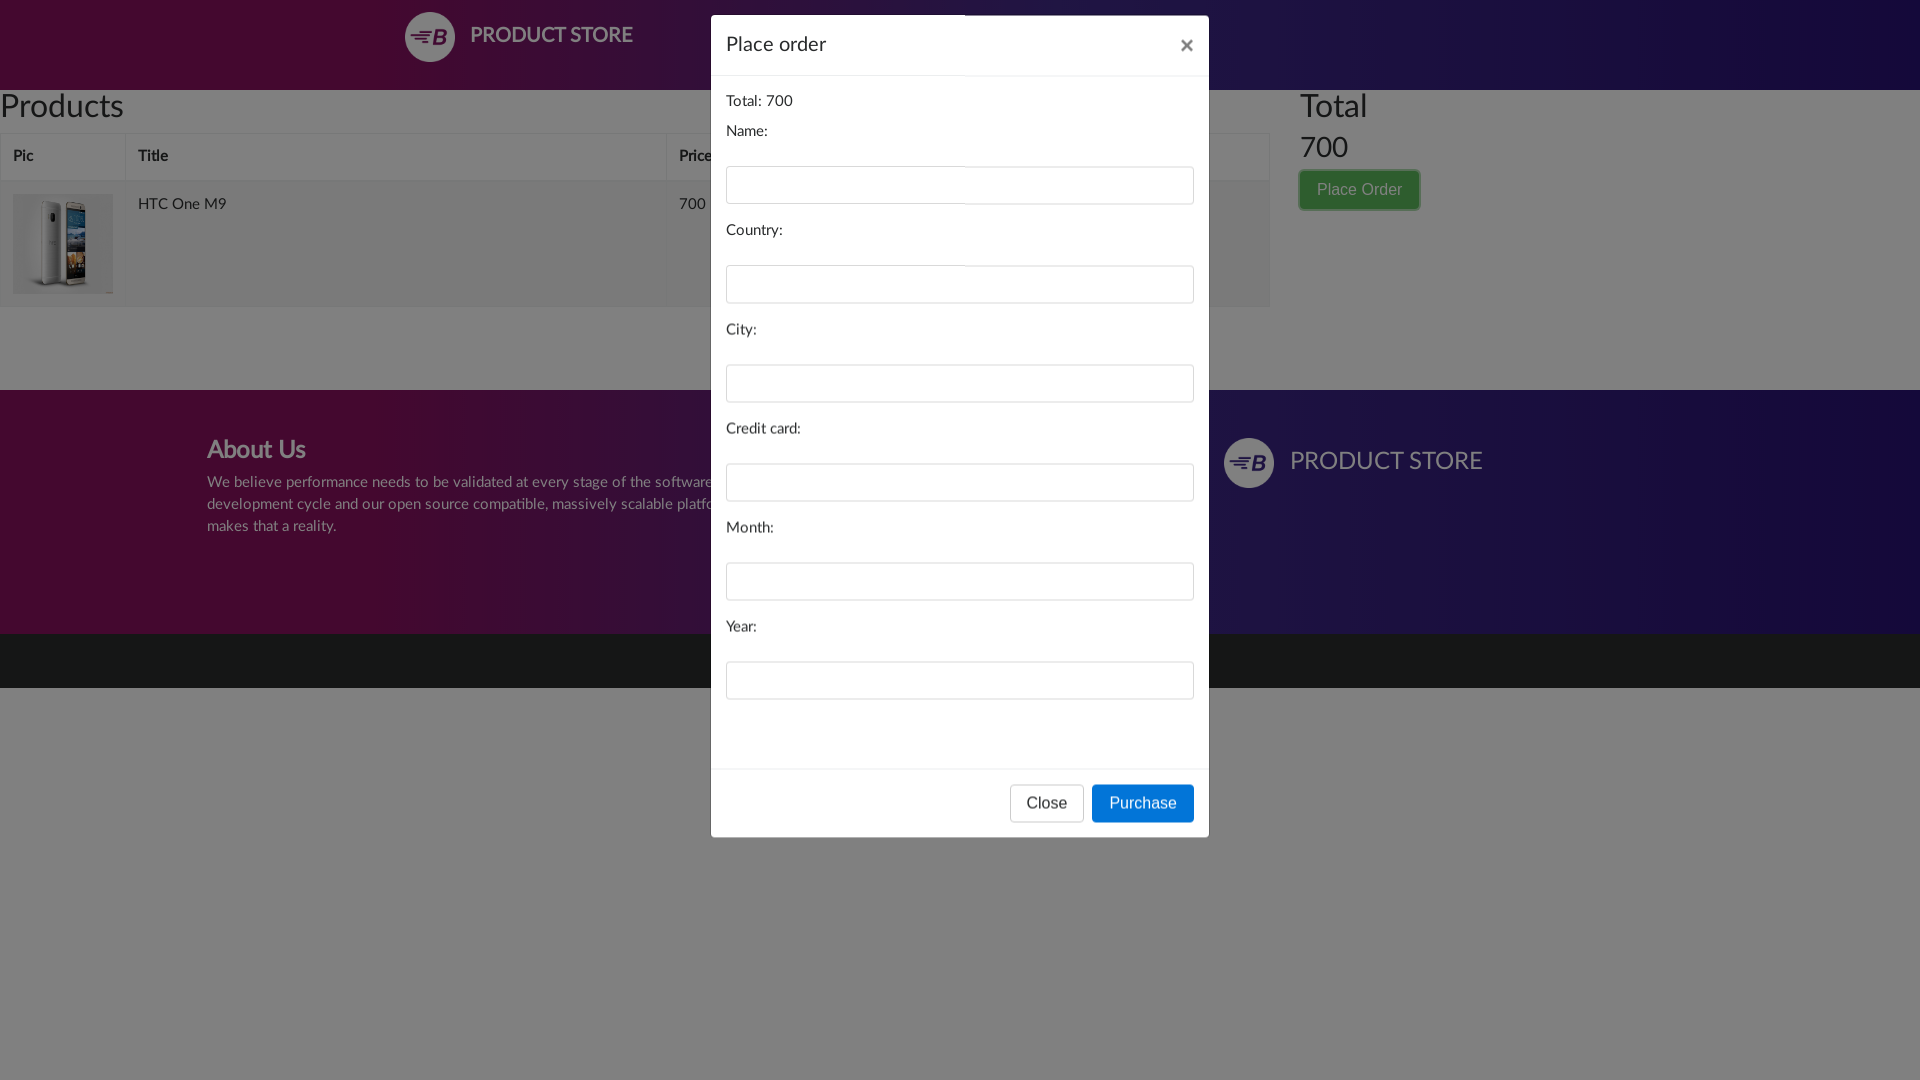 PRODUCT STORE
Place order
×
Products
Total
Total: 700
Name:
700
Pic
Title
Price
Place Order
HTC One M9
700
Country:
City:
Credit card:
About Us
We believe performance needs to be validated at every stage of the software
development cycle and our open source compatible, massively scalable platfo
makes that a reality.
B PRODUCT STORE
Month:
Year:
Close
Purchase